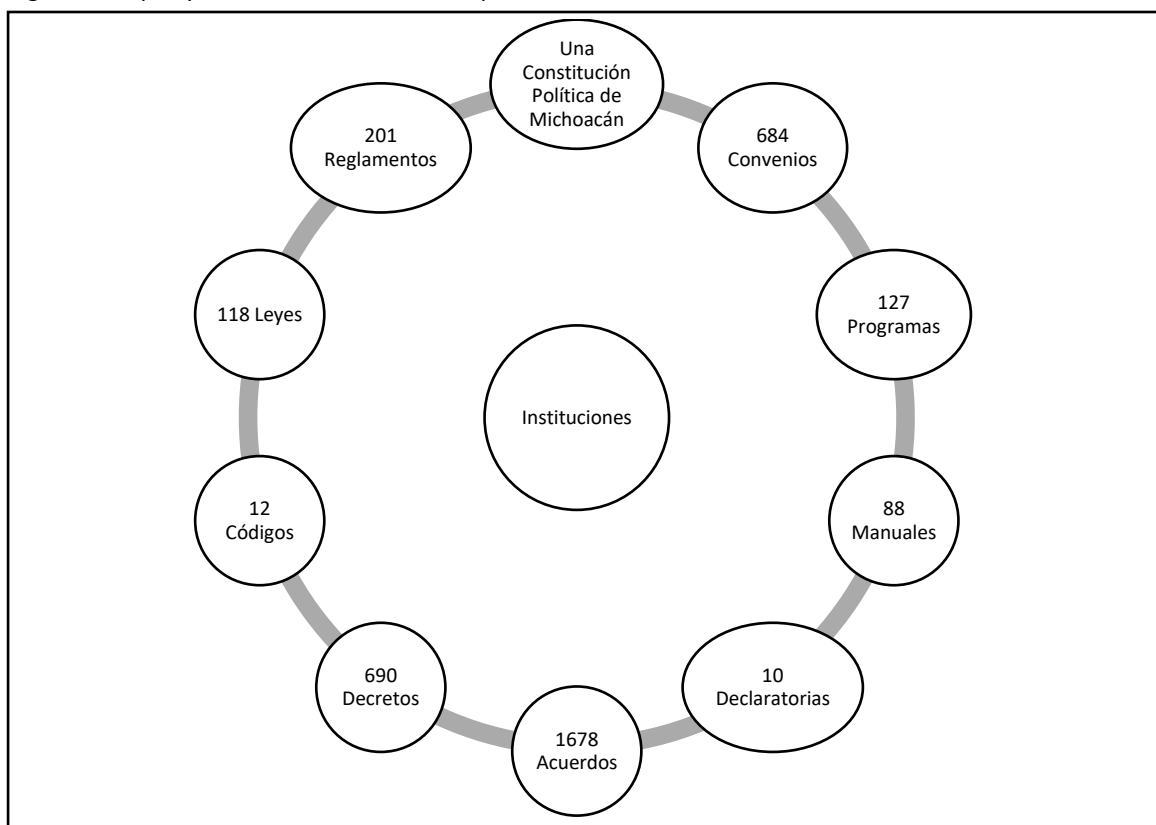 Una
Constitución
Política de
Michoacán
684
Convenios
127
Programas
88
Manuales
10
Declaratorias
1678
Acuerdos
690
Decretos
12
Códigos
118 Leyes
201
Reglamentos
Instituciones